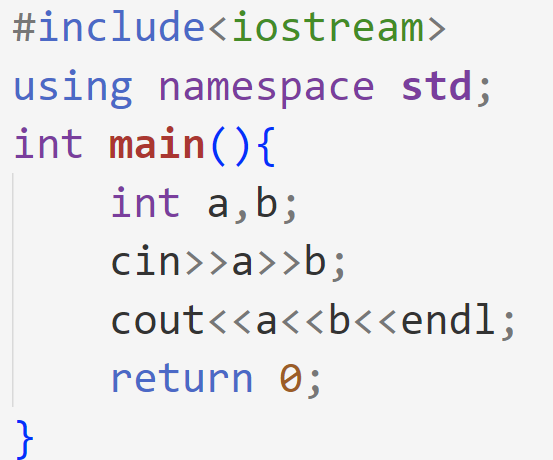 #include<iostream>
using namespace std;
int main(){
    int a,b;
    cin>>a>>b;
    cout<<a<<b<<endl;
    return 0;
}